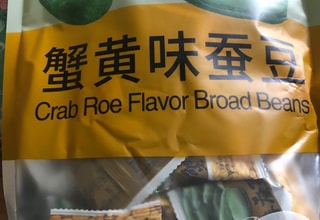 蟹黄味蚕豆
Crab Roe Flavor Broad Beans